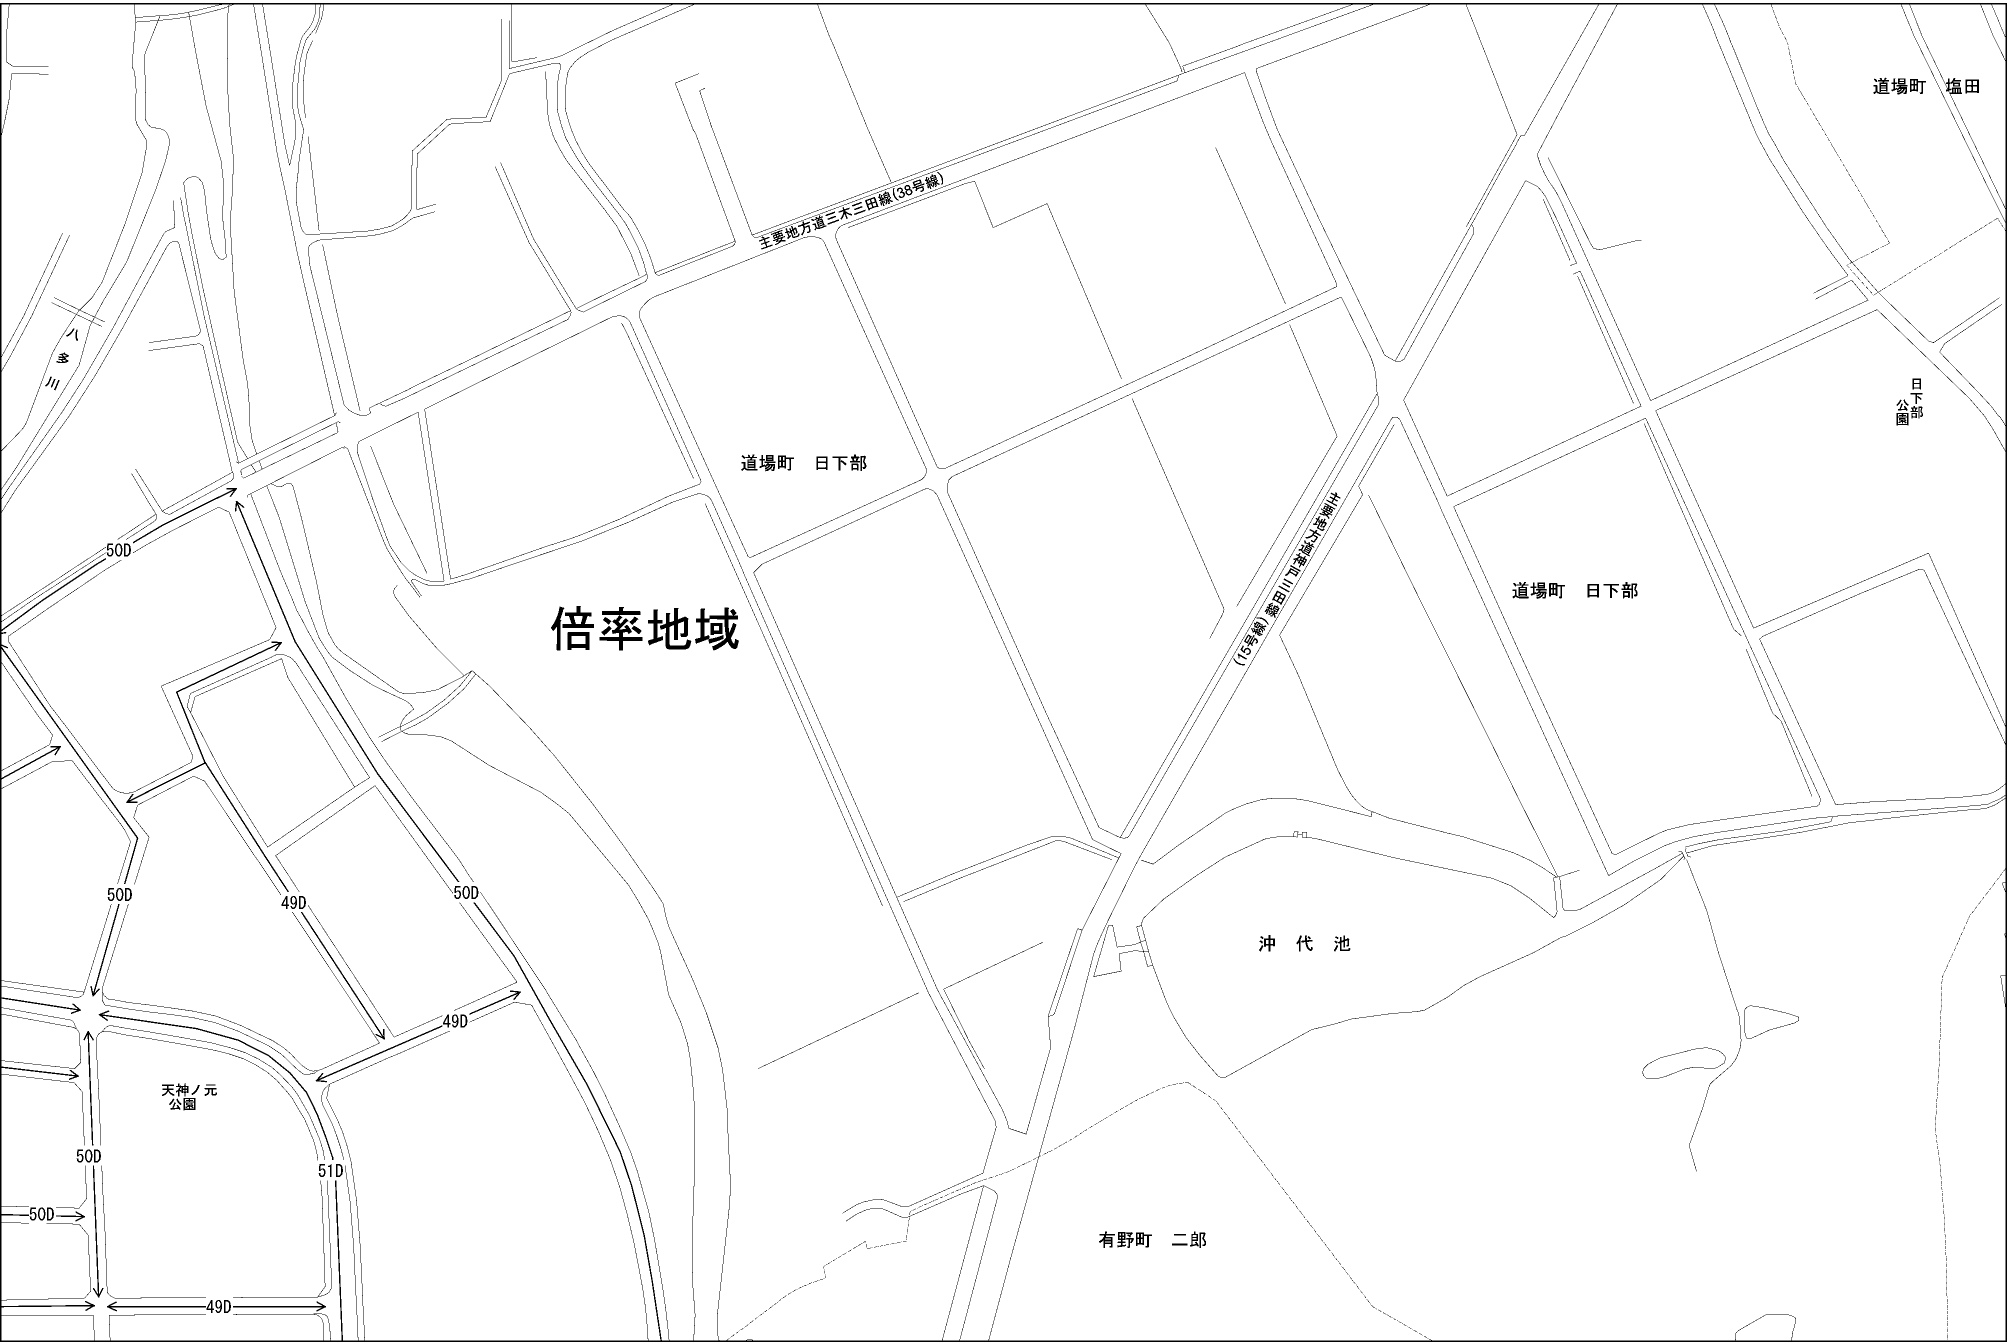 道場町　塩田
主要地方道三木三田線(38号線)
八多川
日下部
公園
道場町　日下部
50D
主要地方道神戸三田線(15号線)
道場町　日下部
倍率地域
50D
49D
50D
沖　代　池
49D
天神ノ元
公園
50D
51D
50D
有野町　二郎
49D